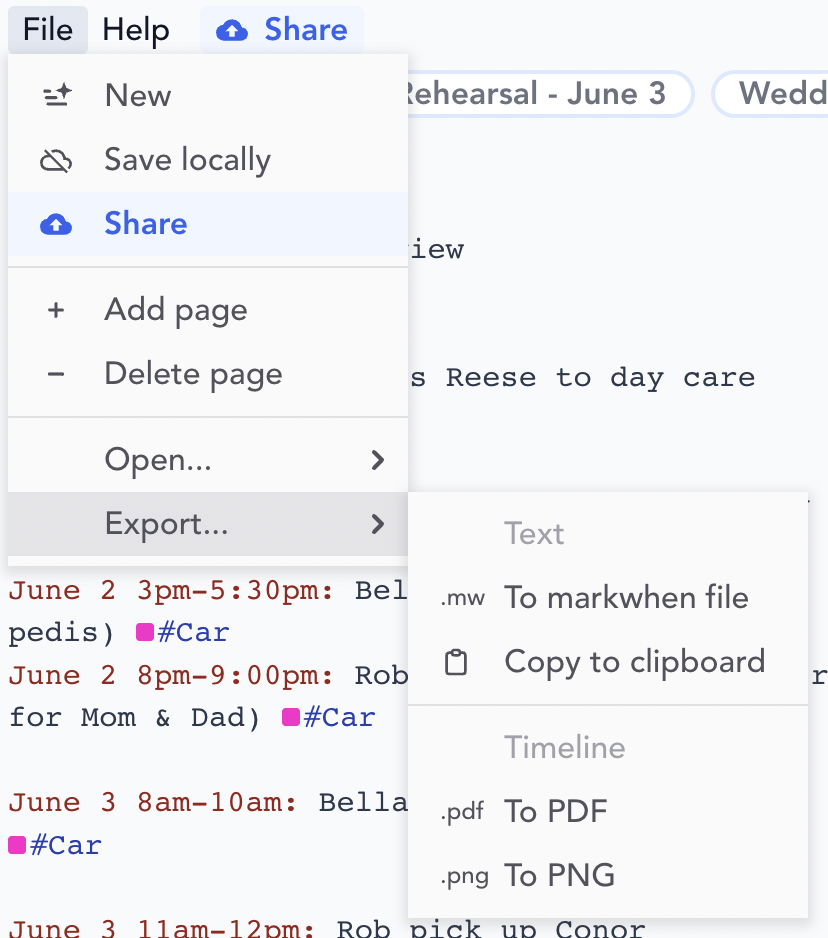 File Help Share
Rehearsal - June 3
New
Save locally
Share
Add page
Delete page
Open...
Export...
Text
.mw To markwhen file
Copy to clipboard
Timeline
.pdf To PDF
.png To PNG
s Reese to day care
June 2 3pm-5:30pm:
pedis) #Car
June 2 8pm-9:00pm: Rob
for Mom & Dad) #Car
June 3 8am-10am: Bella
#Car
June 3 11am-12pm: Rob pick up Conor